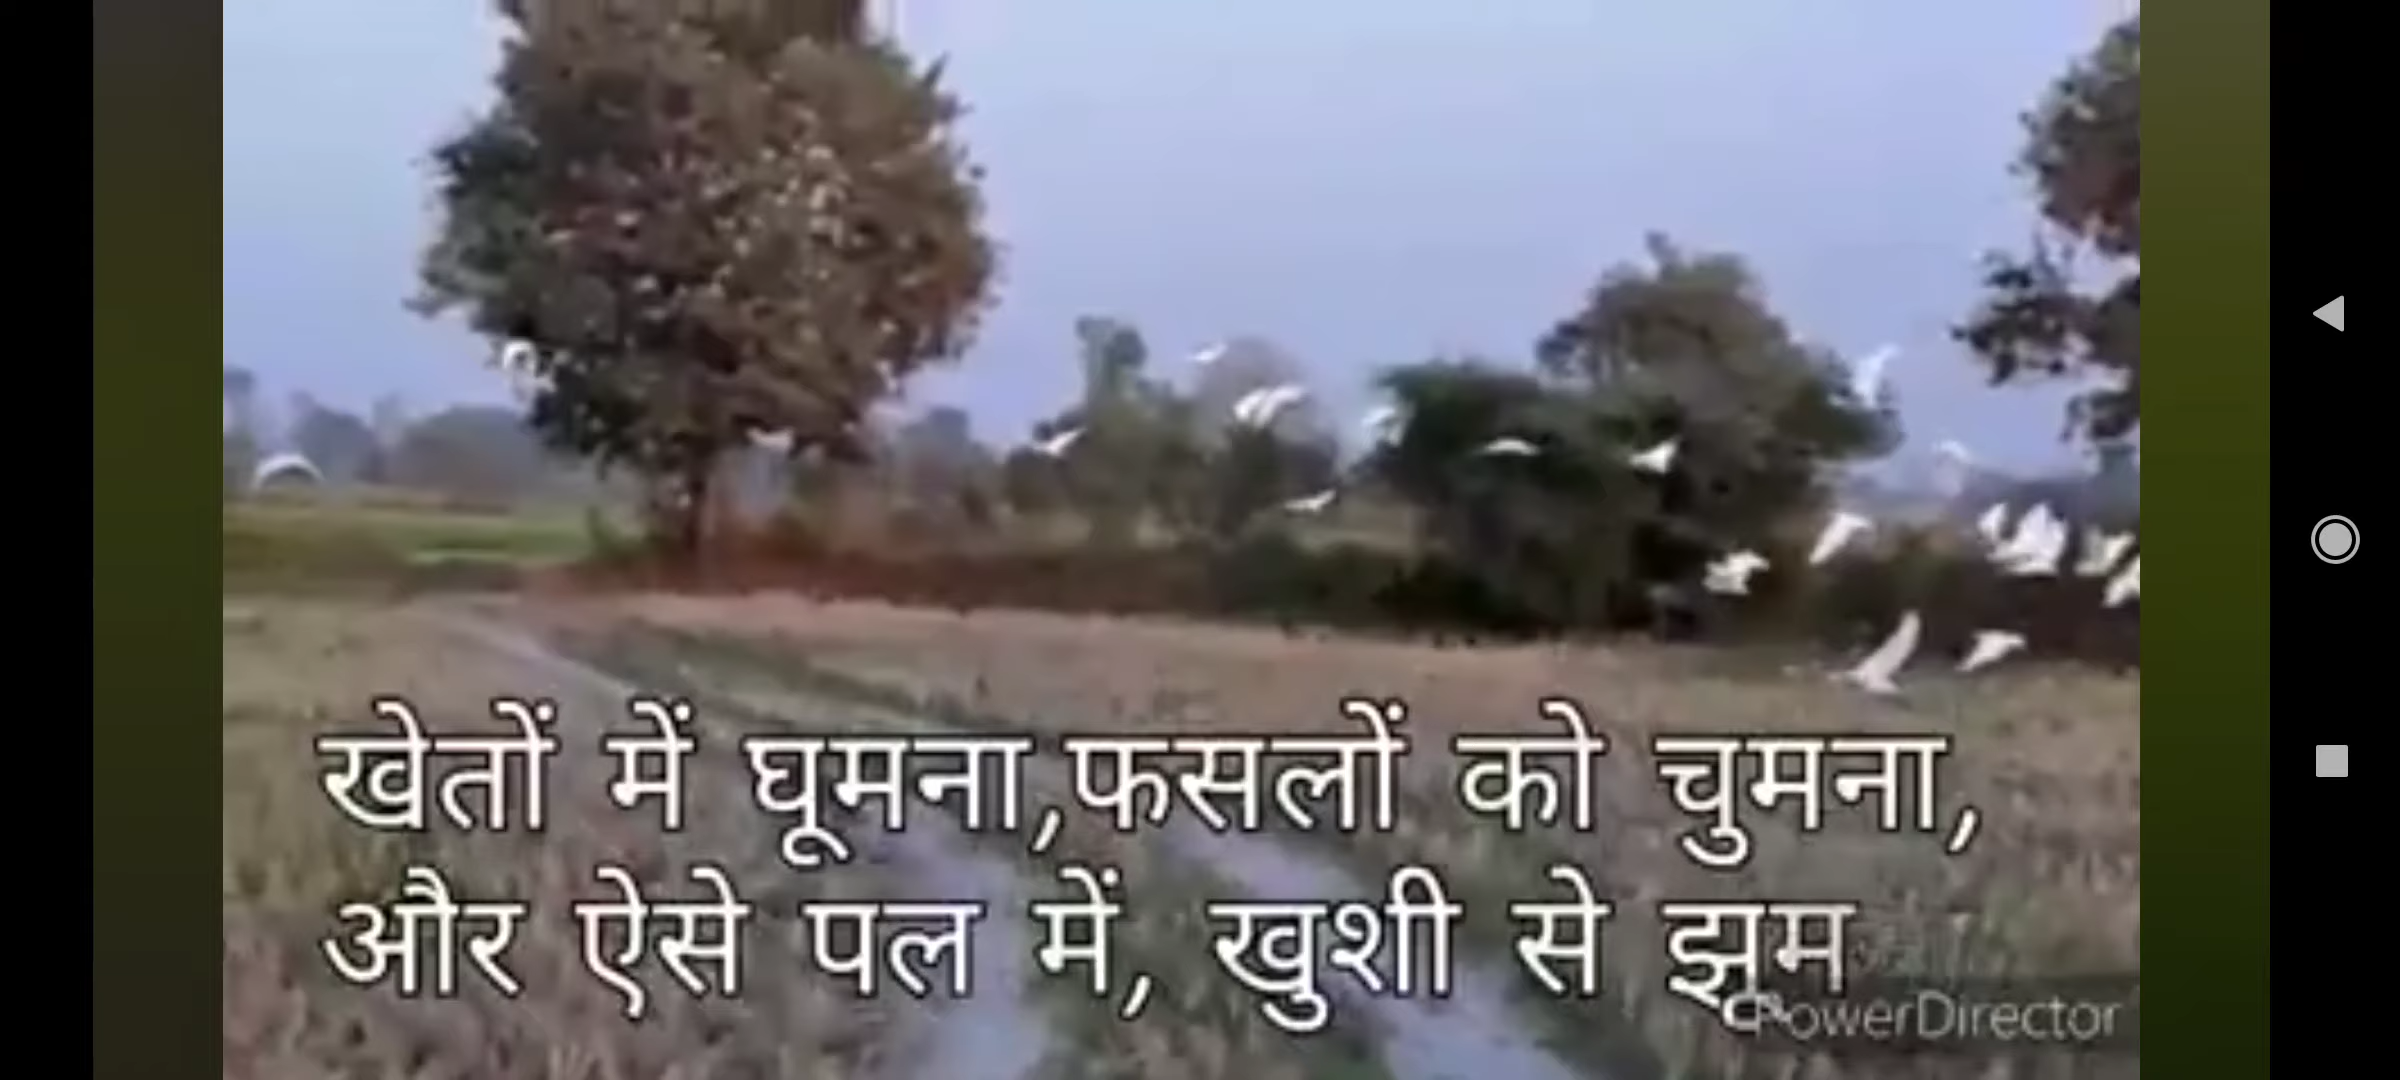 खेतों में घूमना,फसलों को चुमना,
और ऐसे पल में, खुशी से झूम
PowerDirector